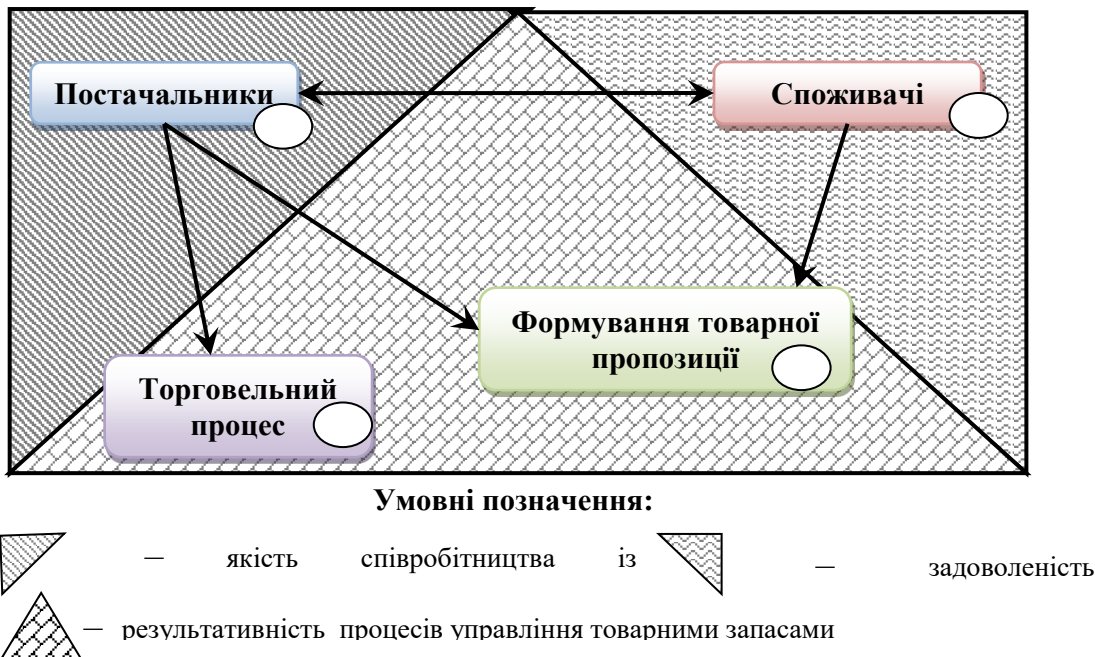 Постачальники
Споживачі
Формування товарної
пропозиції
Торговельний
процес
Умовні позначення:
– якість співробітництва із
– задоволеність
– результативність процесів управління товарними запасами